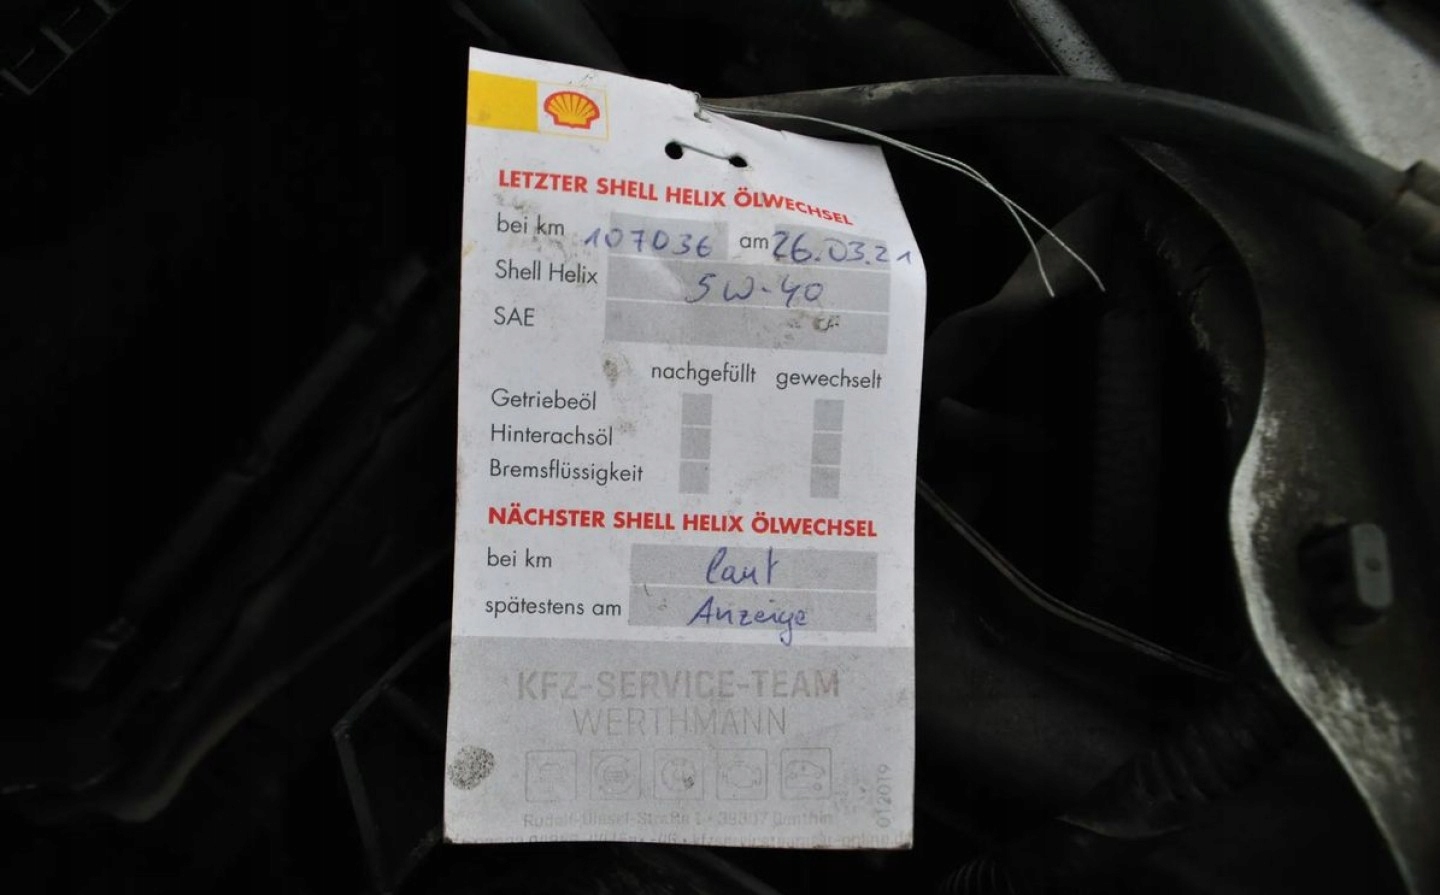 LETZTER SHELL HELIX ÖLWECHSEL
bei km 107036 am 26.03.21
Shell Helix 5W-40
SAE
nachgefüllt gewechselt
Getriebeöl
Hinterachsöl
Bremsflüssigkeit
NÄCHSTER SHELL HELIX ÖLWECHSEL
bei km laut
spätestens am Anzeige
KFZ-SERVICE-TEAM
WERTHMANN
012019